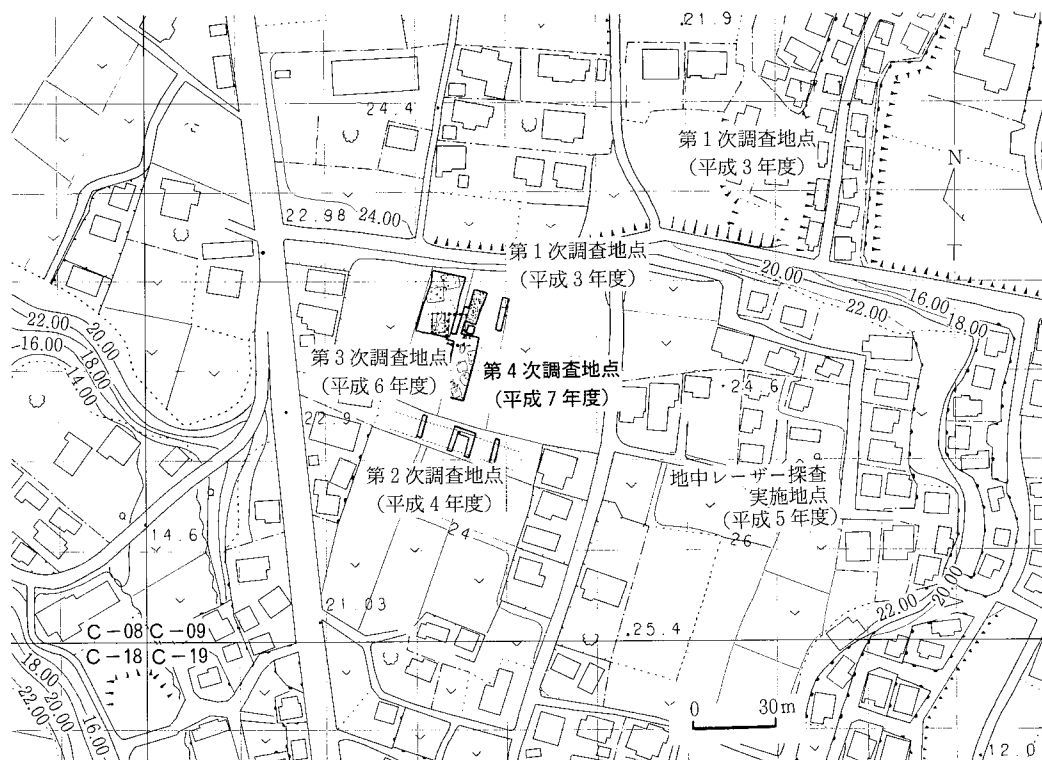 21.9
24.4
第1次調査地点
(平成3年度)
N
22.98
24.00
第1次調査地点
(平成3年度)
20.00
22.00
16.00
18.00
22.00
20.00
16.00
18.00
14.00
第3次調査地点
(平成6年度)
第4次調査地点
(平成7年度)
24.6
22.9
第2次調査地点
(平成4年度)
地中レーザー探査
実施地点
(平成5年度)
24
26
14.6
21.03
20.00
22.00
25.4
C-08 C-09
C-18 C-19
18.00
20.00
22.00
16.00
0 30m
12.0